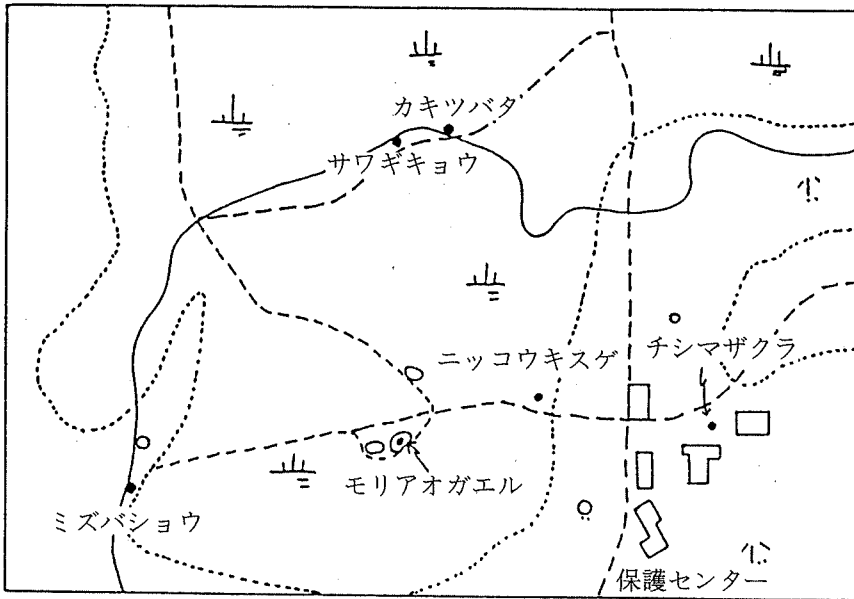 カキツバタ
サワギキョウ
ニッコウキスゲ
チシマザクラ
モリアオガエル
ミズバショウ
保護センター